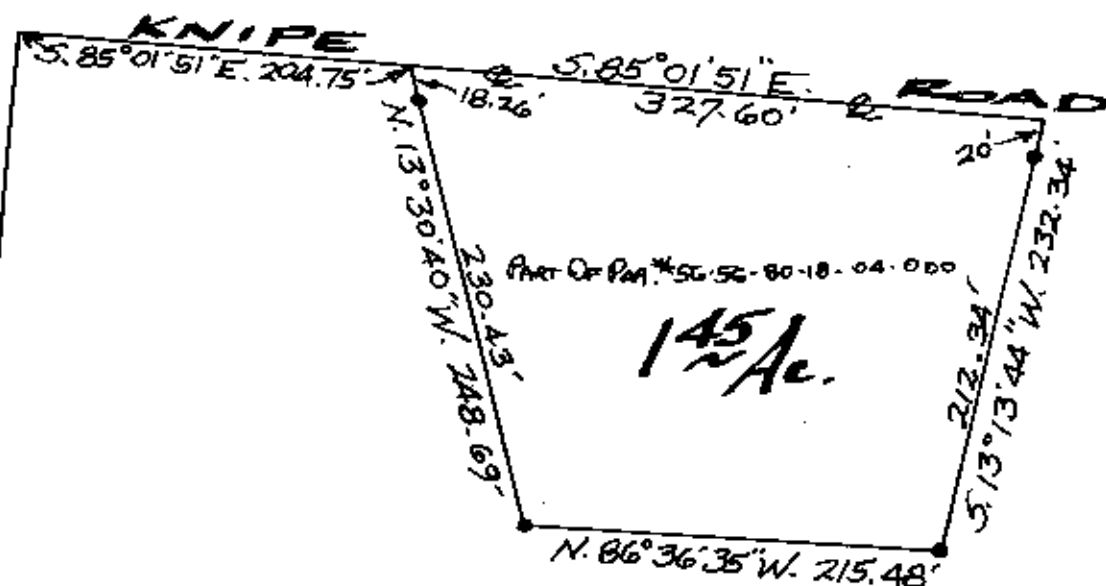 KNIPE ROAD
S. 85°01'51" E. 204.75'
18.26'
S. 85°01'51" E.
327.60'
20'
N. 13°30'40" W. 248.69'
230.43'
PART OF PAR. #56-56-80-18-04-000
1 45 Ac.
212.34'
S. 13°13'44" W. 232.34'
N. 86°36'35" W. 215.48'